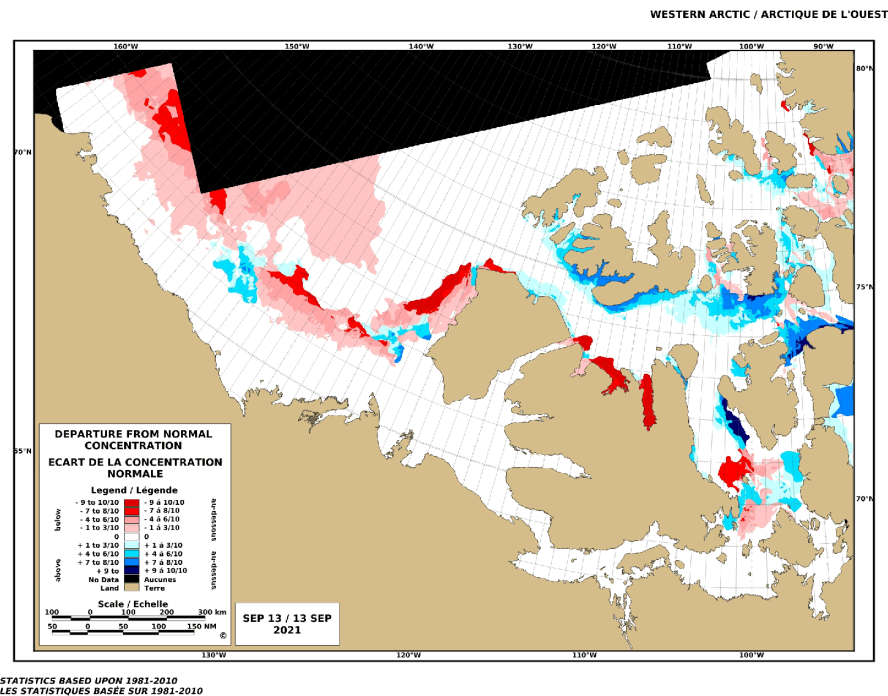 WESTERN ARCTIC / ARCTIQUE DE L'OUEST
160°W 150°W 140°W 130°W 120°W 110°W 100°W 90°W
80°N
70°N
75°N
65°N
70°N
DEPARTURE FROM NORMAL
CONCENTRATION
ECART DE LA CONCENTRATION
NORMALE
Legend / Légende
below
au-dessous
- 9 to 10/10 - 9 á 10/10
- 7 to 8/10 - 7 á 8/10
- 4 to 6/10 - 4 á 6/10
- 1 to 3/10 - 1 á 3/10
0 0
+ 1 to 3/10 + 1 á 3/10
+ 4 to 6/10 + 4 á 6/10
+ 7 to 8/10 + 7 á 8/10
+ 9 to + 9 á 10/10
above
au-dessus
No Data Aucunes
Land Terre
Scale / Echelle
100 0 100 200 300 km
50 0 50 100 150 NM
©
SEP 13 / 13 SEP
2021
130°W 120°W 110°W 100°W
STATISTICS BASED UPON 1981-2010
LES STATISTIQUES BASÉE SUR 1981-2010